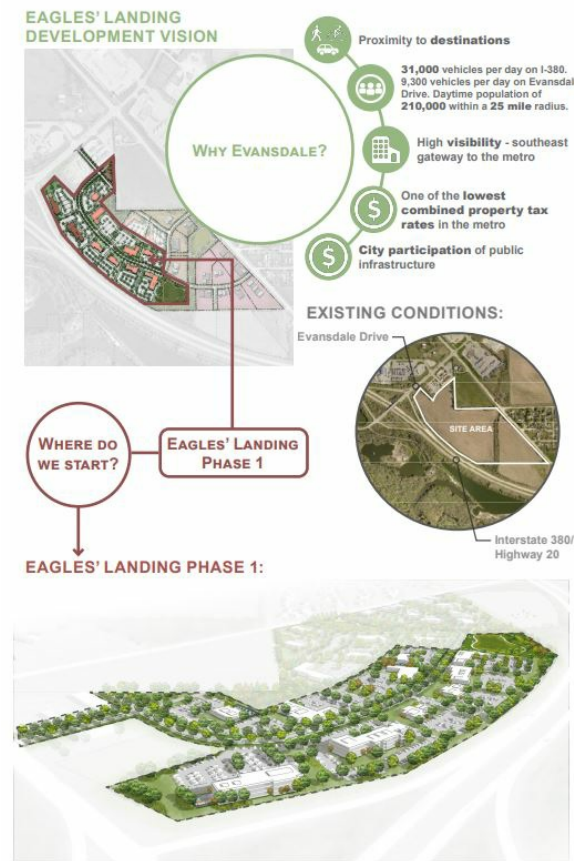 EAGLES' LANDING
DEVELOPMENT VISION
WHY EVANSDALE?
Proximity to destinations
31,000 vehicles per day on I-380.
9,300 vehicles per day on Evansdal
Drive. Daytime population of
210,000 within a 25 mile radius.
High visibility - southeast
gateway to the metro
$
One of the lowest
combined property tax
rates in the metro
$
City participation of public
infrastructure
EXISTING CONDITIONS:
Evansdale Drive
SITE AREA
Interstate 380/
Highway 20
WHERE DO
WE START?
EAGLES' LANDING
PHASE 1
EAGLES' LANDING PHASE 1: